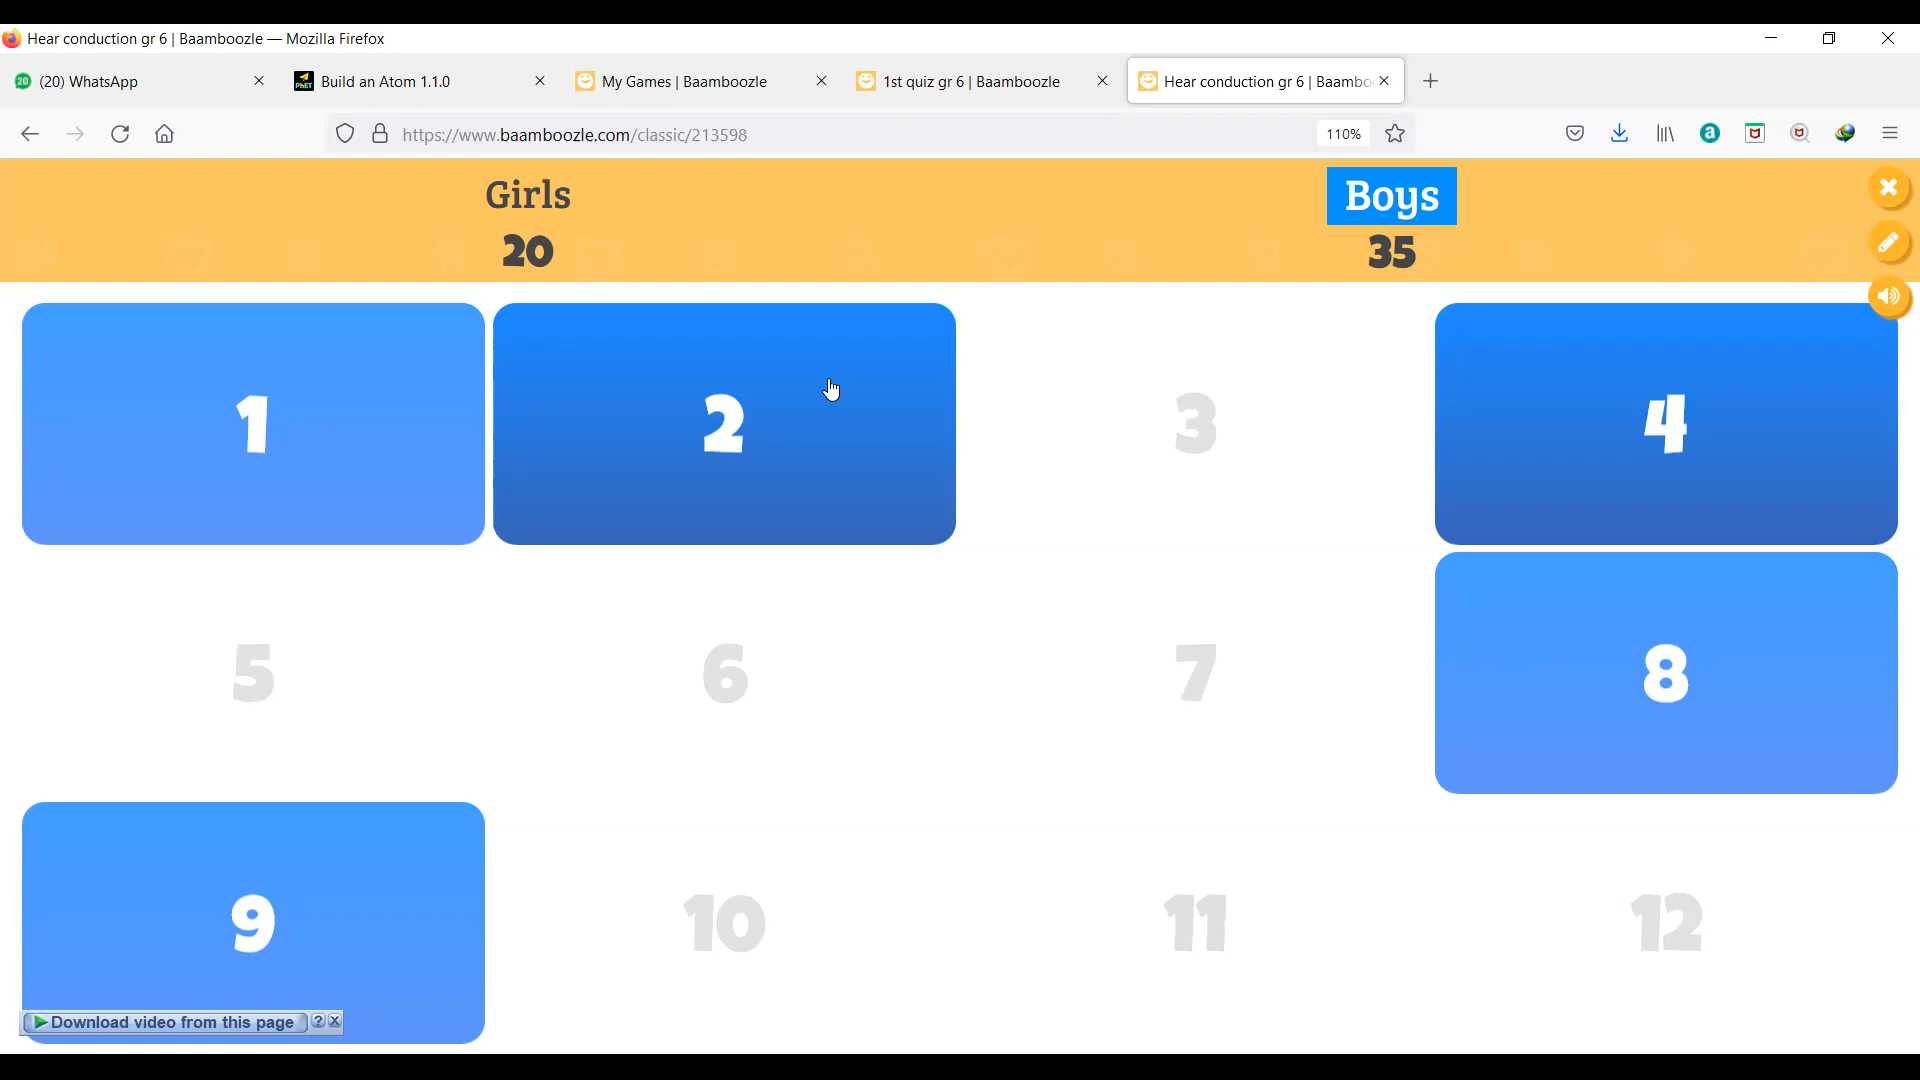 Hear conduction gr 6 | Baamboozle — Mozilla Firefox
20 (20) WhatsApp
PhET Build an Atom 1.1.0
My Games | Baamboozle
1st quiz gr 6 | Baamboozle
Hear conduction gr 6 | Baambo
https://www.baamboozle.com/classic/213598
110%
a
Girls
Boys
20
35
1
2
3
4
5
6
7
8
9
10
11
12
Download video from this page ? X